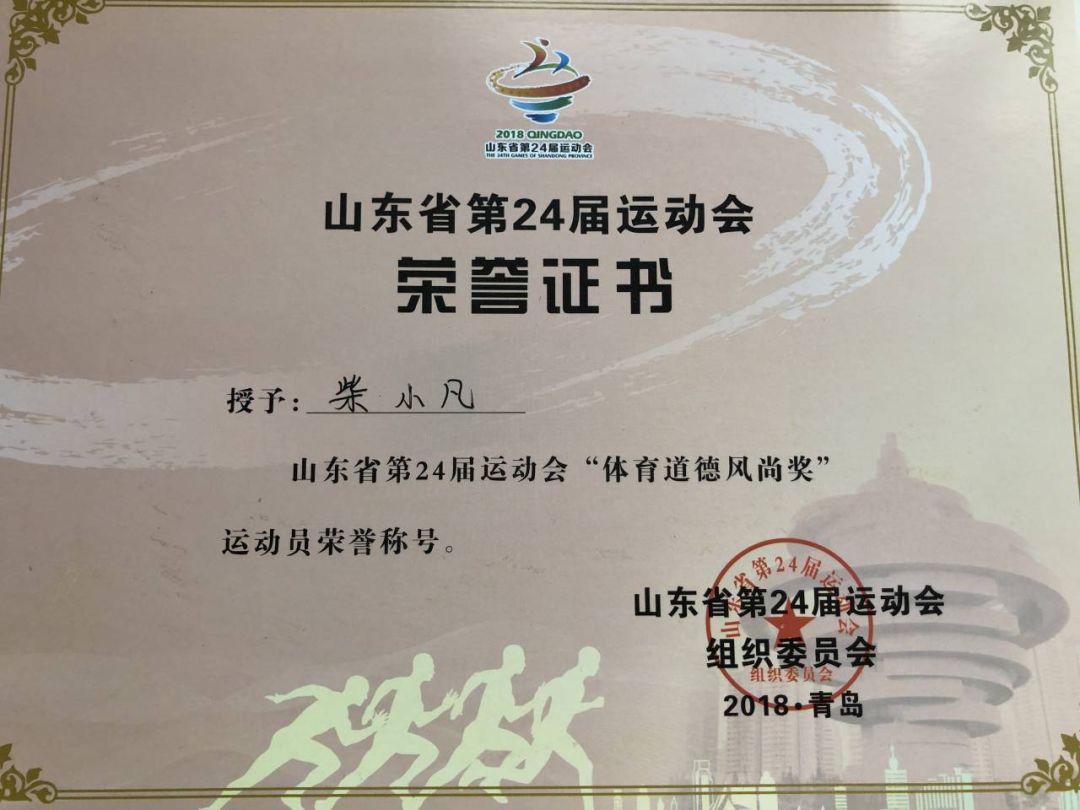 2018 QINGDAO
山东省第24届运动会
THE 24TH GAMES OF SHANDONG PROVINCE
山东省第24届运动会
荣誉证书
授予：柴小凡
山东省第24届运动会“体育道德风尚奖”
运动员荣誉称号。
山东省第24届运动会
组织委员会
2018·青岛
山东省第24届运动会
组织委员会